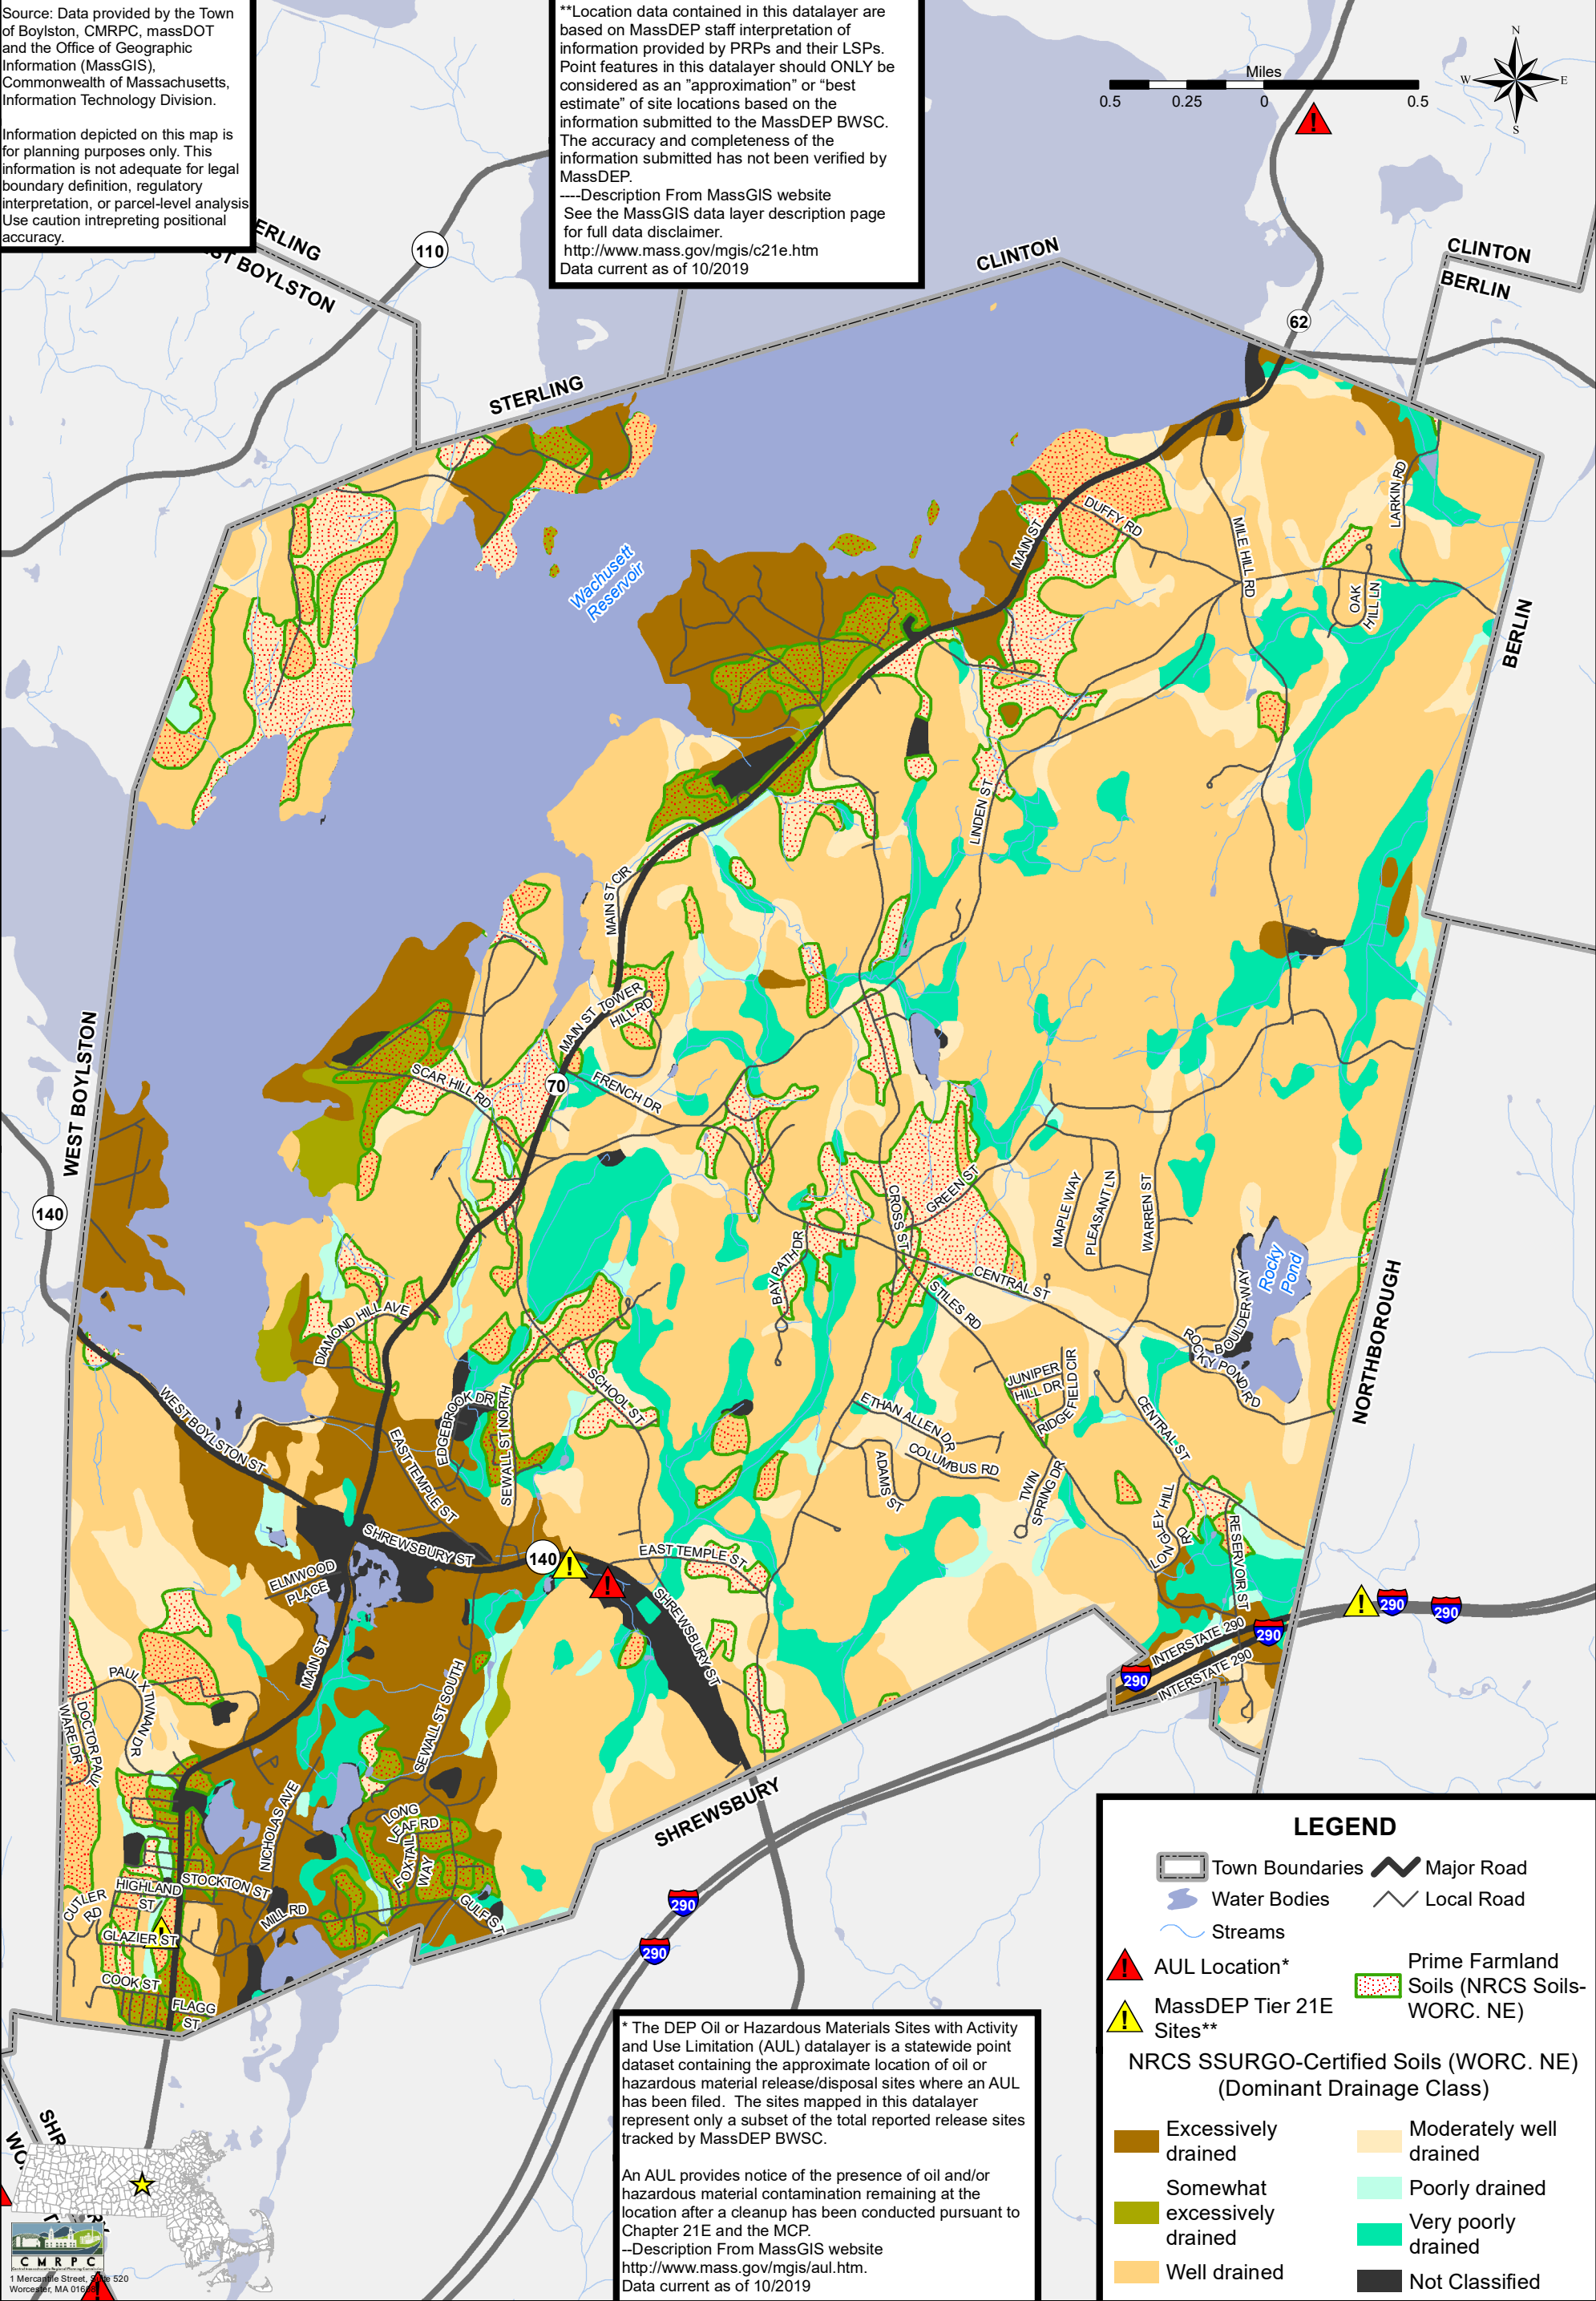 Source: Data provided by the Town
of Boylston, CMRPC, massDOT
and the Office of Geographic
Information (MassGIS),
Commonwealth of Massachusetts,
Information Technology Division.
Information depicted on this map is
for planning purposes only. This
information is not adequate for legal
boundary definition, regulatory
interpretation, or parcel-level analysis
Use caution intrepreting positional
accuracy.
**Location data contained in this datalayer are
based on MassDEP staff interpretation of
information provided by PRPs and their LSPs.
Point features in this datalayer should ONLY be
considered as an "approximation" or “best
estimate” of site locations based on the
information submitted to the MassDEP BWSC.
The accuracy and completeness of the
information submitted has not been verified by
MassDEP.
----Description From MassGIS website
See the MassGIS data layer description page
for full data disclaimer.
http://www.mass.gov/mgis/c21e.htm
Data current as of 10/2019
Miles
0.5 0.25 0 0.5
N
W E
S
ERLING
ST BOYLSTON
110
CLINTON
CLINTON
BERLIN
62
STERLING
Wachusett
Reservoir
MAIN ST
DUFFY RD
MILE HILL RD
LARKIN RD
OAK
HILL LN
BERLIN
LINDEN ST
MAIN ST CIR
MAIN ST
TOWER
HILL RD
WEST BOYLSTON
SCAR HILL RD
70
FRENCH DR
140
CROSS ST
GREEN ST
MAPLE WAY
PLEASANT LN
WARREN ST
BAY PATH DR
CENTRAL ST
STILES RD
Rocky
Pond
BOULDER WAY
ROCKY POND RD
NORTHBOROUGH
DIAMOND HILL AVE
SCHOOL ST
JUNIPER
HILL DR
RIDGEFIELD CIR
WEST BOYLSTON ST
EDGEBROOK DR
SEWALL ST NORTH
EAST TEMPLE ST
ETHAN ALLEN DR
COLUMBUS RD
ADAMS ST
TWIN
SPRING DR
CENTRAL ST
LONGLEY HILL
RD
RESERVOIR ST
SHREWSBURY ST
140
EAST TEMPLE ST
ELMWOOD
PLACE
SHREWSBURY ST
290
290
290
INTERSTATE 290
290
INTERSTATE 290
MAIN ST
PAUL X TIVNAN DR
DOCTOR PAUL
WARE DR
SEWALL ST SOUTH
SHREWSBURY
NICHOLAS AVE
LONG
LEAF RD
FOXTAIL
WAY
STOCKTON ST
HIGHLAND
ST
CUTLER
RD
MILL RD
GULF ST
GLAZIER ST
COOK ST
FLAGG
ST
290
290
LEGEND
Town Boundaries
Major Road
Water Bodies
Local Road
Streams
AUL Location*
Prime Farmland
Soils (NRCS Soils-
WORC. NE)
MassDEP Tier 21E
Sites**
NRCS SSURGO-Certified Soils (WORC. NE)
(Dominant Drainage Class)
Excessively
drained
Somewhat
excessively
drained
Well drained
Moderately well
drained
Poorly drained
Very poorly
drained
Not Classified
* The DEP Oil or Hazardous Materials Sites with Activity
and Use Limitation (AUL) datalayer is a statewide point
dataset containing the approximate location of oil or
hazardous material release/disposal sites where an AUL
has been filed. The sites mapped in this datalayer
represent only a subset of the total reported release sites
tracked by MassDEP BWSC.
An AUL provides notice of the presence of oil and/or
hazardous material contamination remaining at the
location after a cleanup has been conducted pursuant to
Chapter 21E and the MCP.
--Description From MassGIS website
http://www.mass.gov/mgis/aul.htm.
Data current as of 10/2019
SHR
WO
CMRPC
1 Mercantile Street, 520
Worcester, MA